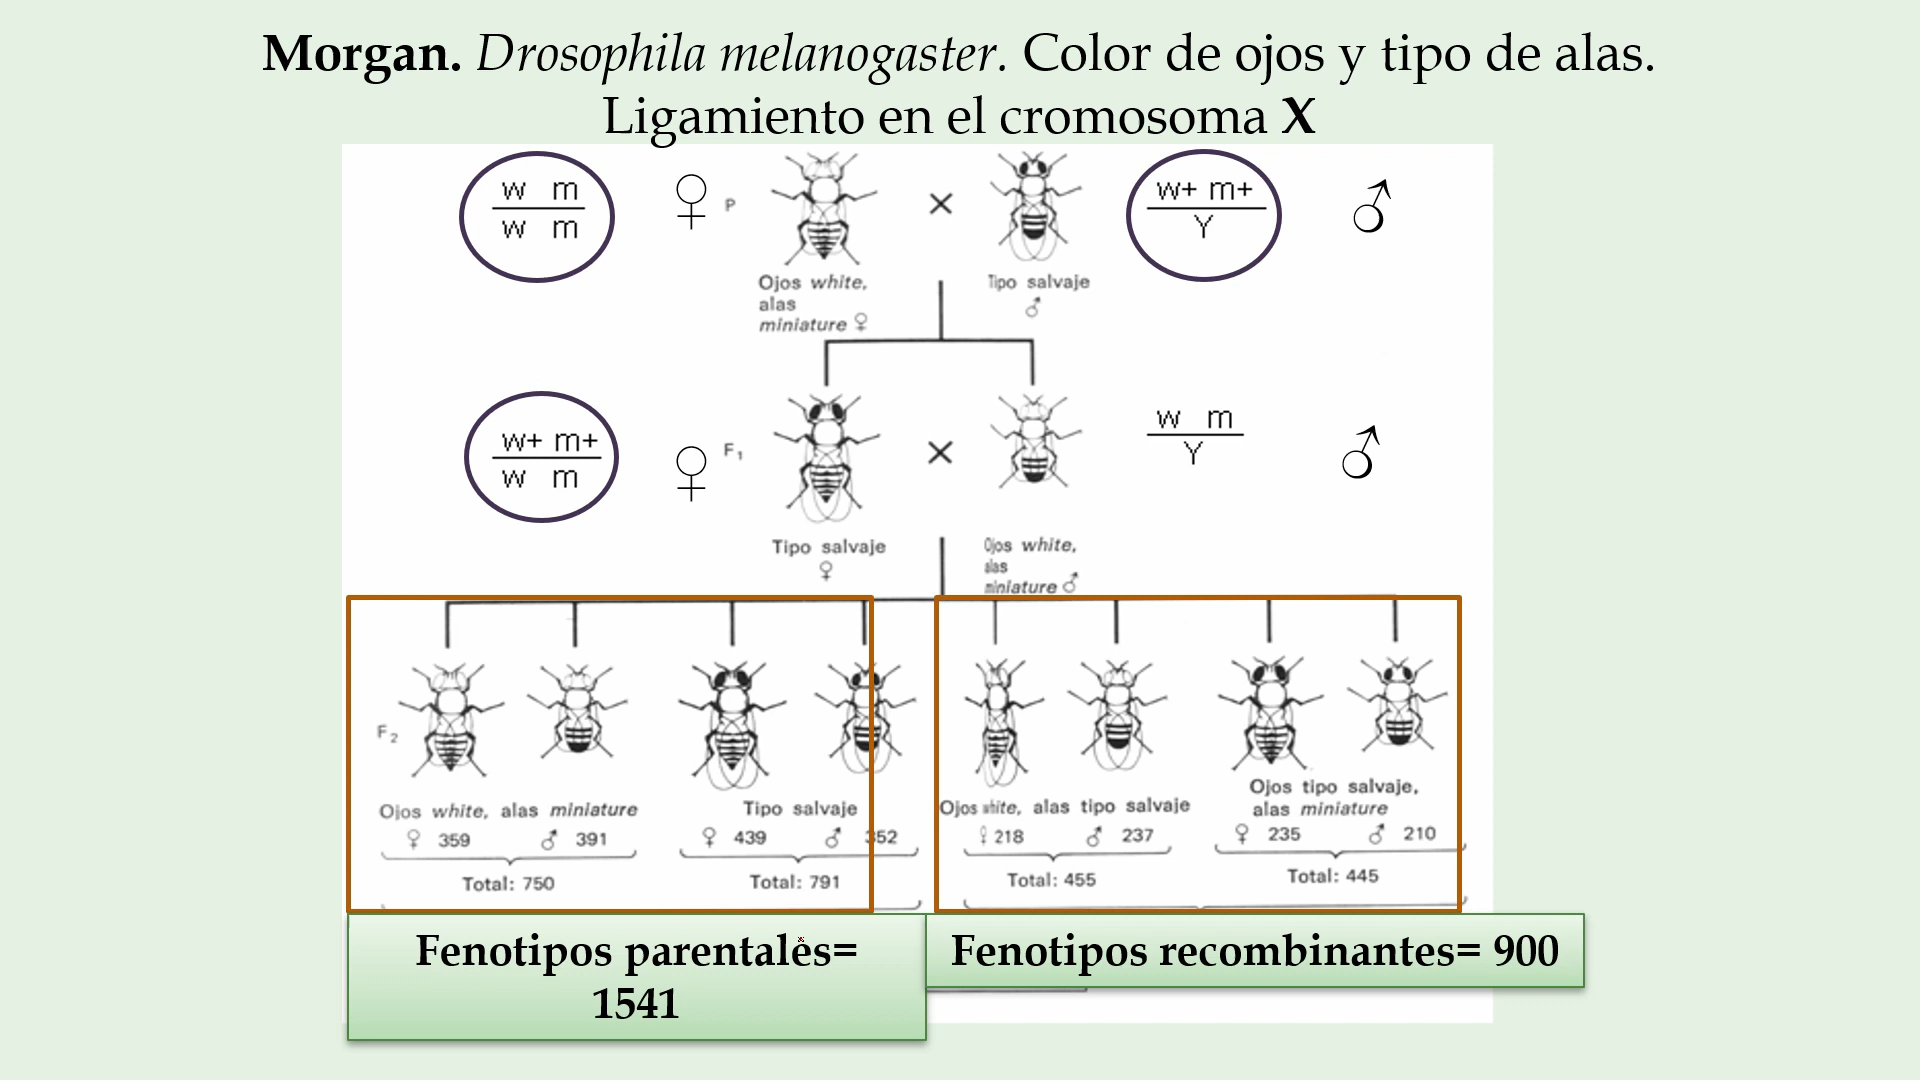 Morgan. Drosophila melanogaster. Color de ojos y tipo de alas.
Ligamiento en el cromosoma X
w m
w m
♀ P
×
w+ m+
Y
♂
Ojos white,
alas
miniature ♀
Tipo salvaje
♂
w+ m+
w m
♀ F₁
×
w m
Y
♂
Tipo salvaje
♀
Ojos white,
alas
miniature ♂
F₂
Ojos white, alas miniature
♀ 359 ♂ 391
Total: 750
Tipo salvaje
♀ 439 ♂ 352
Total: 791
Ojos white, alas tipo salvaje
♀ 218 ♂ 237
Total: 455
Ojos tipo salvaje,
alas miniature
♀ 235 ♂ 210
Total: 445
Fenotipos parentales=
1541
Fenotipos recombinantes= 900